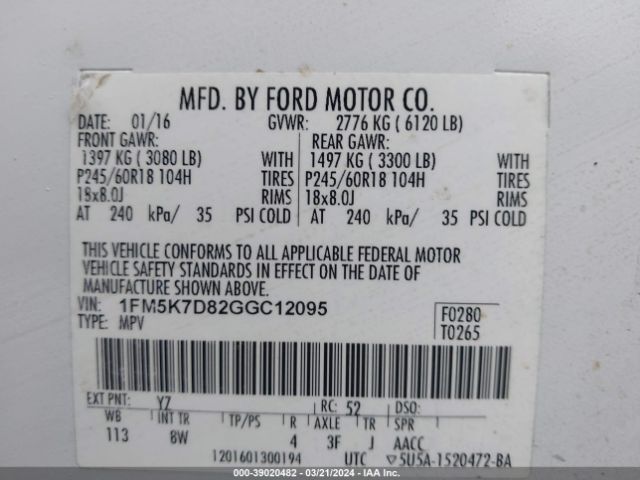 MFD. BY FORD MOTOR CO.
DATE: 01/16 GVWR: 2776 KG ( 6120 LB)
FRONT GAWR: REAR GAWR:
1397 KG ( 3080 LB) WITH 1497 KG ( 3300 LB) WITH
P245/60R18 104H TIRES P245/60R18 104H TIRES
18x8.0J RIMS 18x8.0J RIMS
AT 240 kPa/ 35 PSI COLD AT 240 kPa/ 35 PSI COLD
THIS VEHICLE CONFORMS TO ALL APPLICABLE FEDERAL MOTOR
VEHICLE SAFETY STANDARDS IN EFFECT ON THE DATE OF
MANUFACTURE SHOWN ABOVE.
VIN: 1FM5K7D82GGC12095 F0280
TYPE: MPV T0265
EXT PNT: YZ RC: 52 DSO:
WB INT TR TP/PS R AXLE TR SPR
113 8W 4 3F J AACC
1201601300194 UTC ▽5U5A-1520472-BA
000-39020482 / 03/21/2024 / IAA, Inc.